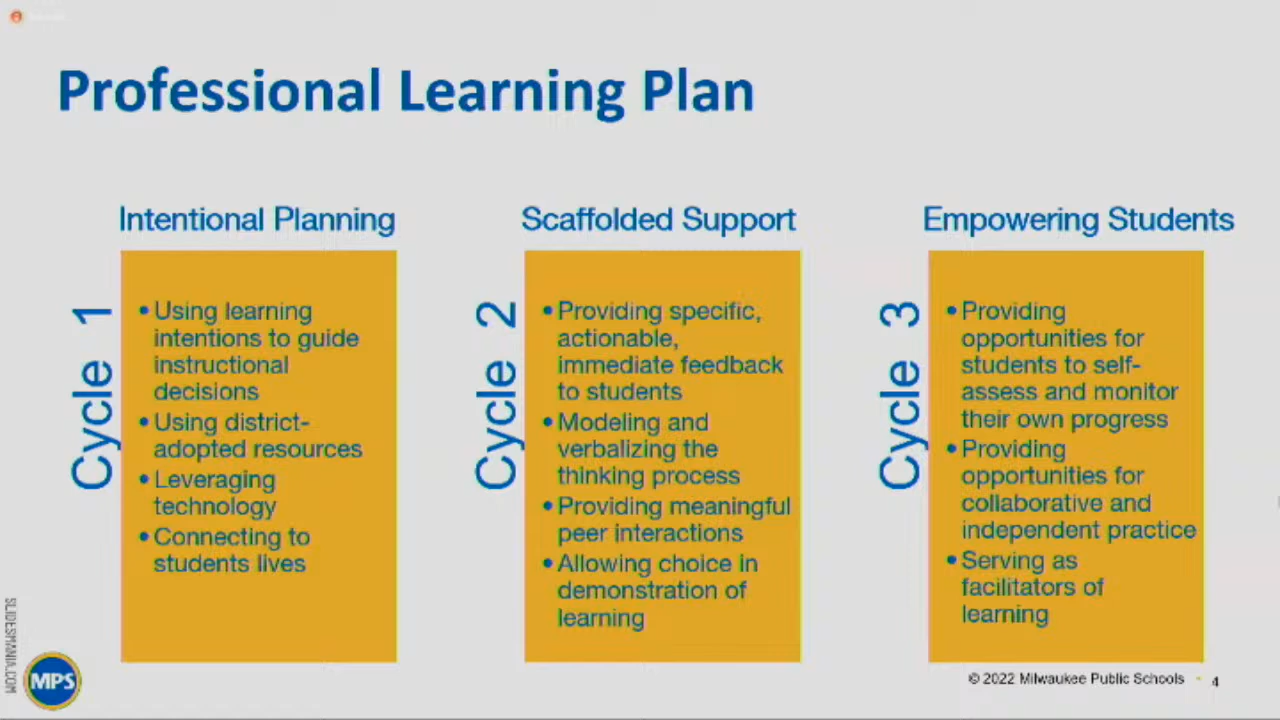 Professional Learning Plan
Intentional Planning
Cycle 1
• Using learning
intentions to guide
instructional
decisions
• Using district-
adopted resources
• Leveraging
technology
• Connecting to
students lives
Scaffolded Support
Cycle 2
• Providing specific,
actionable,
immediate feedback
to students
• Modeling and
verbalizing the
thinking process
• Providing meaningful
peer interactions
• Allowing choice in
demonstration of
learning
Empowering Students
Cycle 3
• Providing
opportunities for
students to self-
assess and monitor
their own progress
• Providing
opportunities for
collaborative and
independent practice
• Serving as
facilitators of
learning
SLIDESMANIA.COM
MPS
© 2022 Milwaukee Public Schools • 4